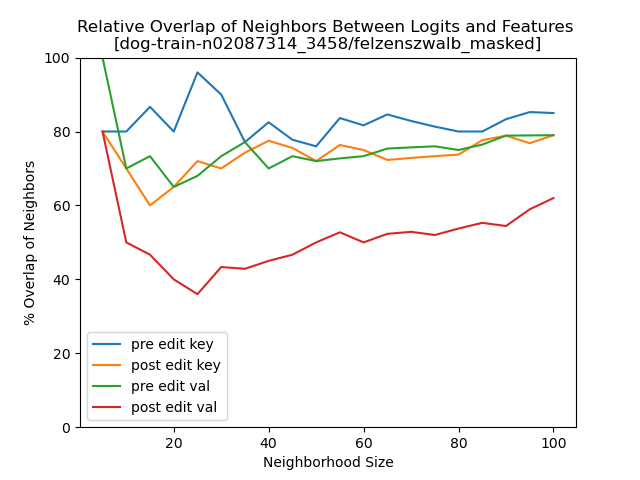 Relative Overlap of Neighbors Between Logits and Features
[dog-train-n02087314_3458/felzenszwalb_masked]
100
80
60
40
20
0
% Overlap of Neighbors
pre edit key
post edit key
pre edit val
post edit val
20
40
60
80
100
Neighborhood Size